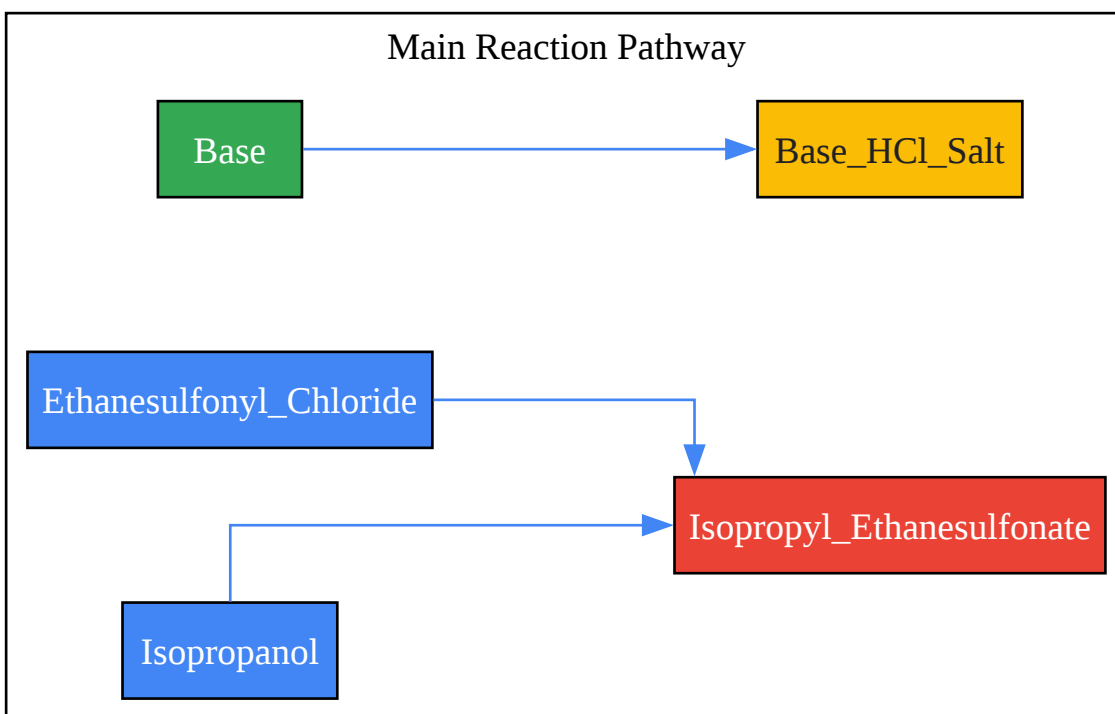 Main Reaction Pathway
Base
Base_HCl_Salt
Ethanesulfonyl_Chloride
Isopropyl_Ethanesulfonate
Isopropanol